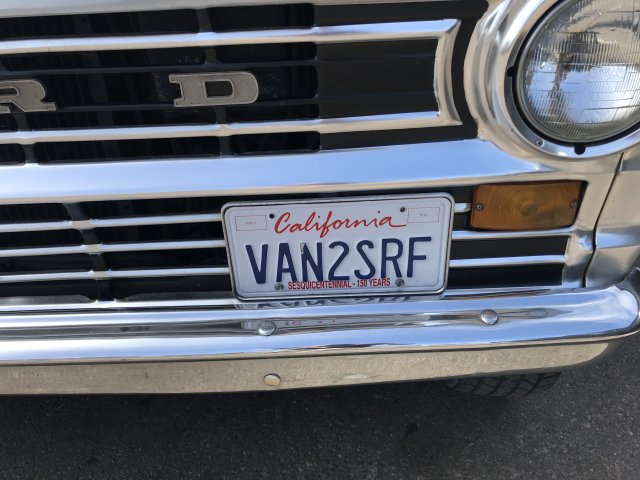 RD
California
VAN2SRF
SESQUICENTENNIAL - 150 YEARS